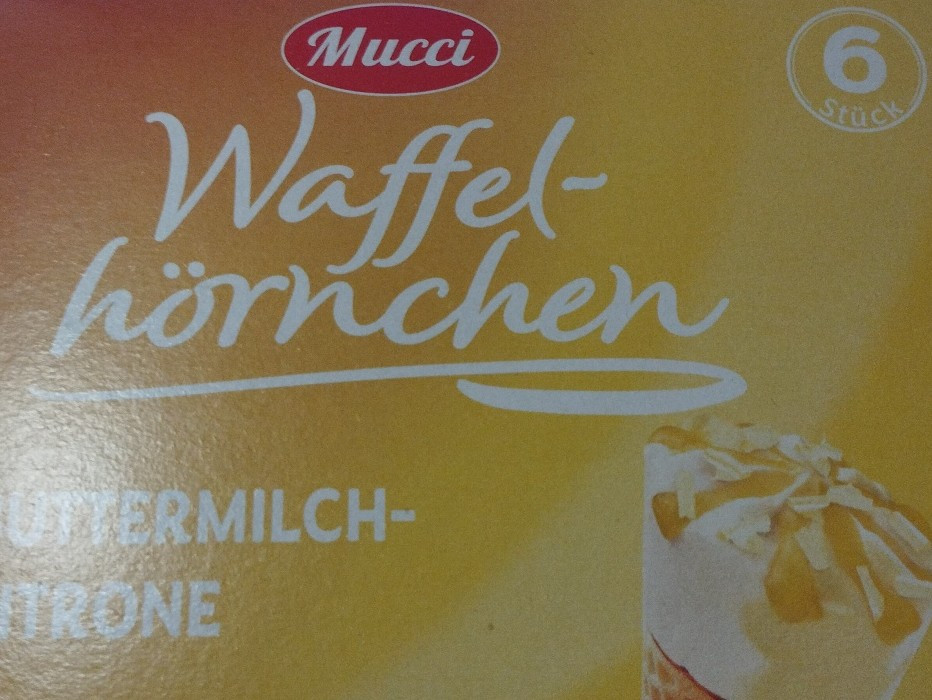 Mucci
6
Stück
Waffel-
hörnchen
UTTERMILCH-
ITRONE